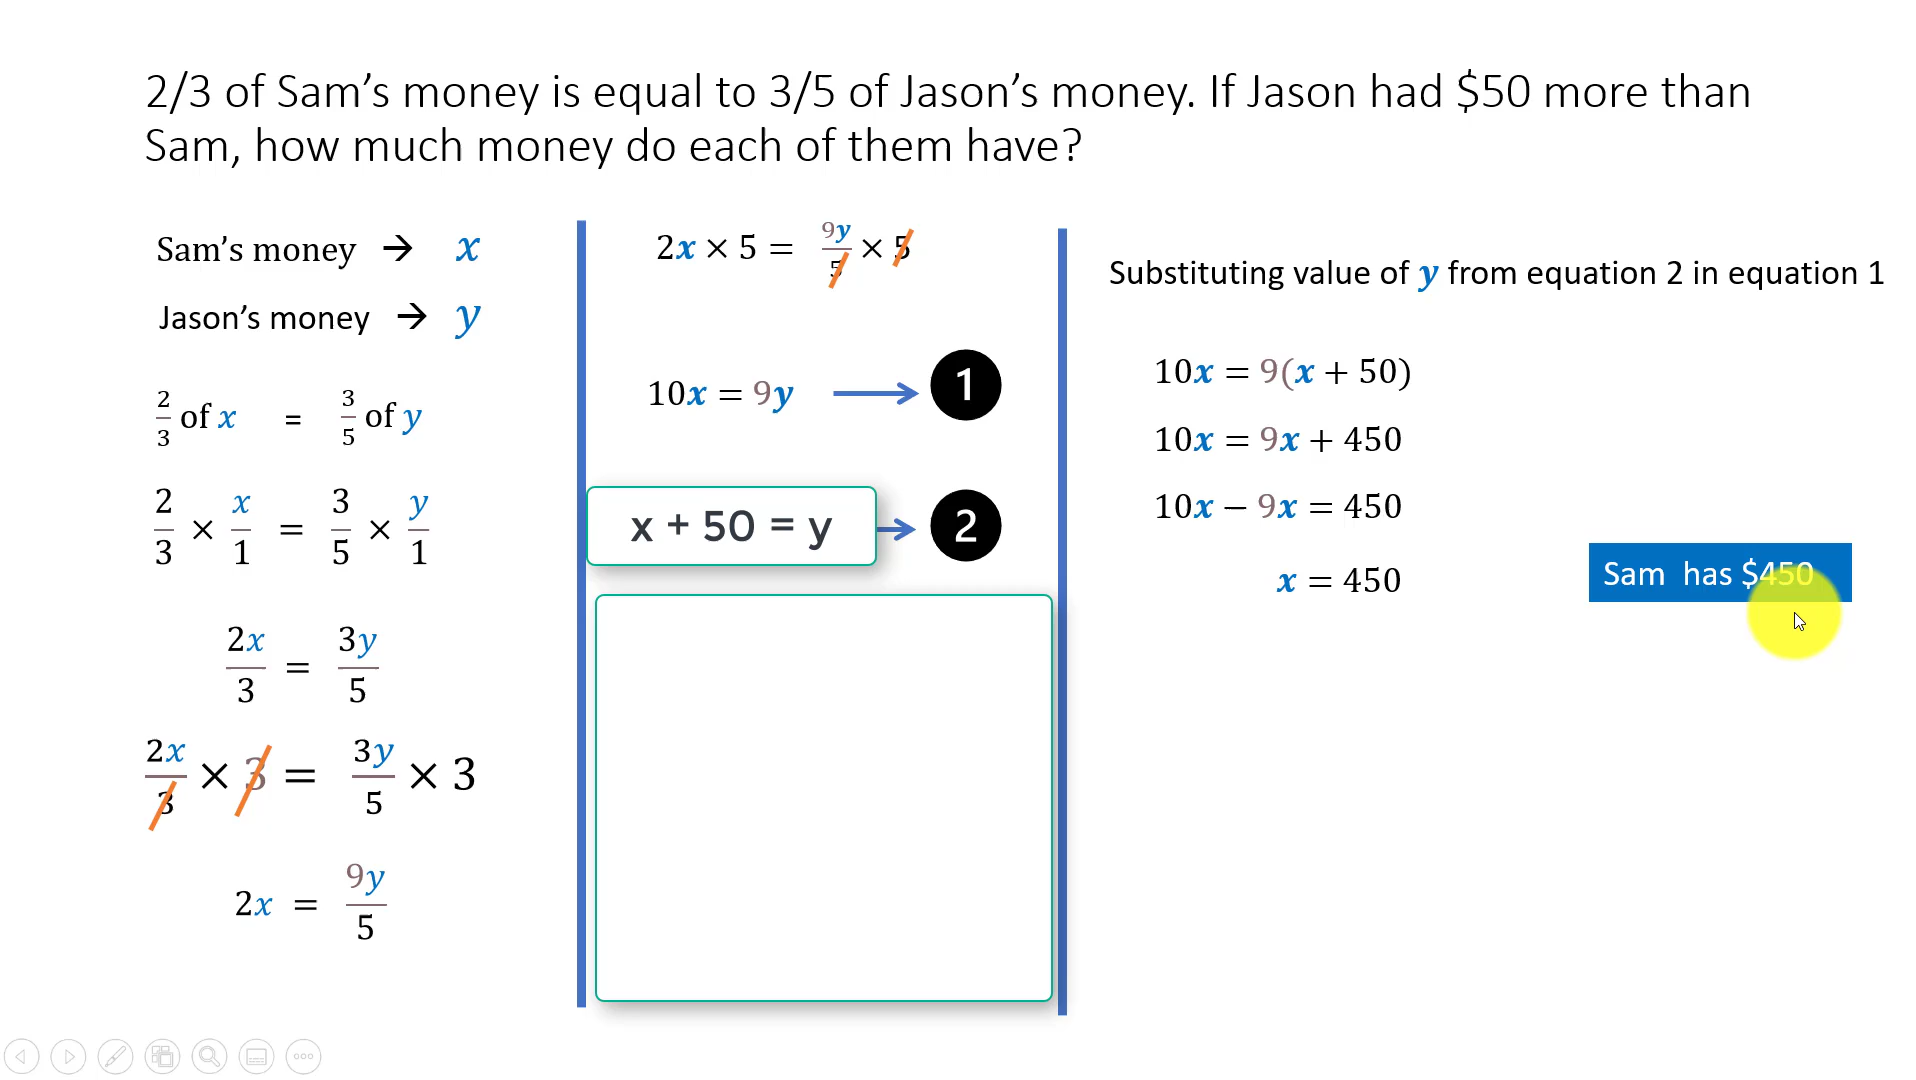 2/3 of Sam’s money is equal to 3/5 of Jason’s money. If Jason had $50 more than
Sam, how much money do each of them have?
Sam’s money → x
Jason’s money → y
2/3 of x = 3/5 of y
2/3 × x/1 = 3/5 × y/1
2x/3 = 3y/5
2x/3 × 3 = 3y/5 × 3
2x = 9y/5
2x × 5 = 9y/5 × 5
10x = 9y → 1
x + 50 = y → 2
Substituting value of y from equation 2 in equation 1
10x = 9(x + 50)
10x = 9x + 450
10x − 9x = 450
x = 450
Sam has $450